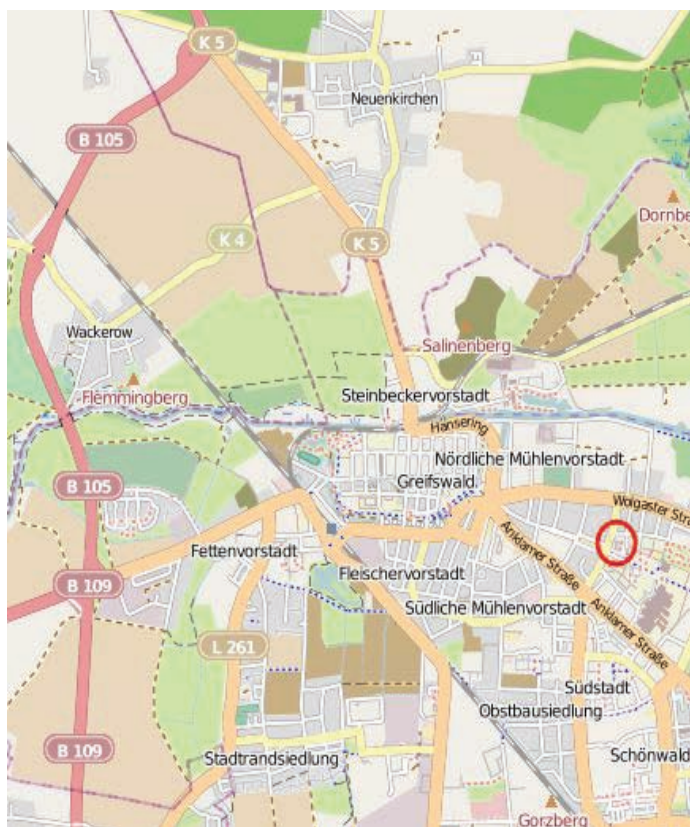 K 5
Neuenkirchen
B 105
Dornbe
K 4
K 5
Wackerow
Salinenberg
Flemmingberg
Steinbeckervorstadt
Hansering
Nördliche Mühlenvorstadt
B 105
Greifswald
Wolgaster Stra
Fettenvorstadt
Anklamer Straße
Fleischervorstadt
B 109
Südliche Mühlenvorstadt
Anklamer Straße
L 261
Südstadt
Obstbausiedlung
B 109
Stadtrandsiedlung
Schönwald
Gorzberg